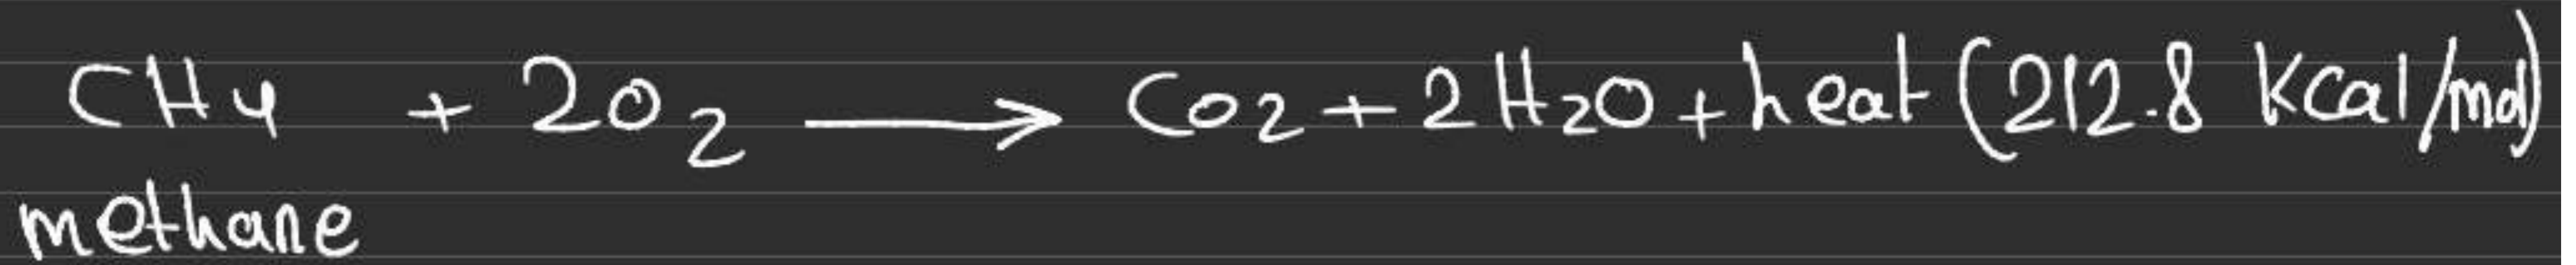 CH4 + 2O2 ⟶ CO2 + 2H2O + heat (212.8 Kcal/mol)
methane